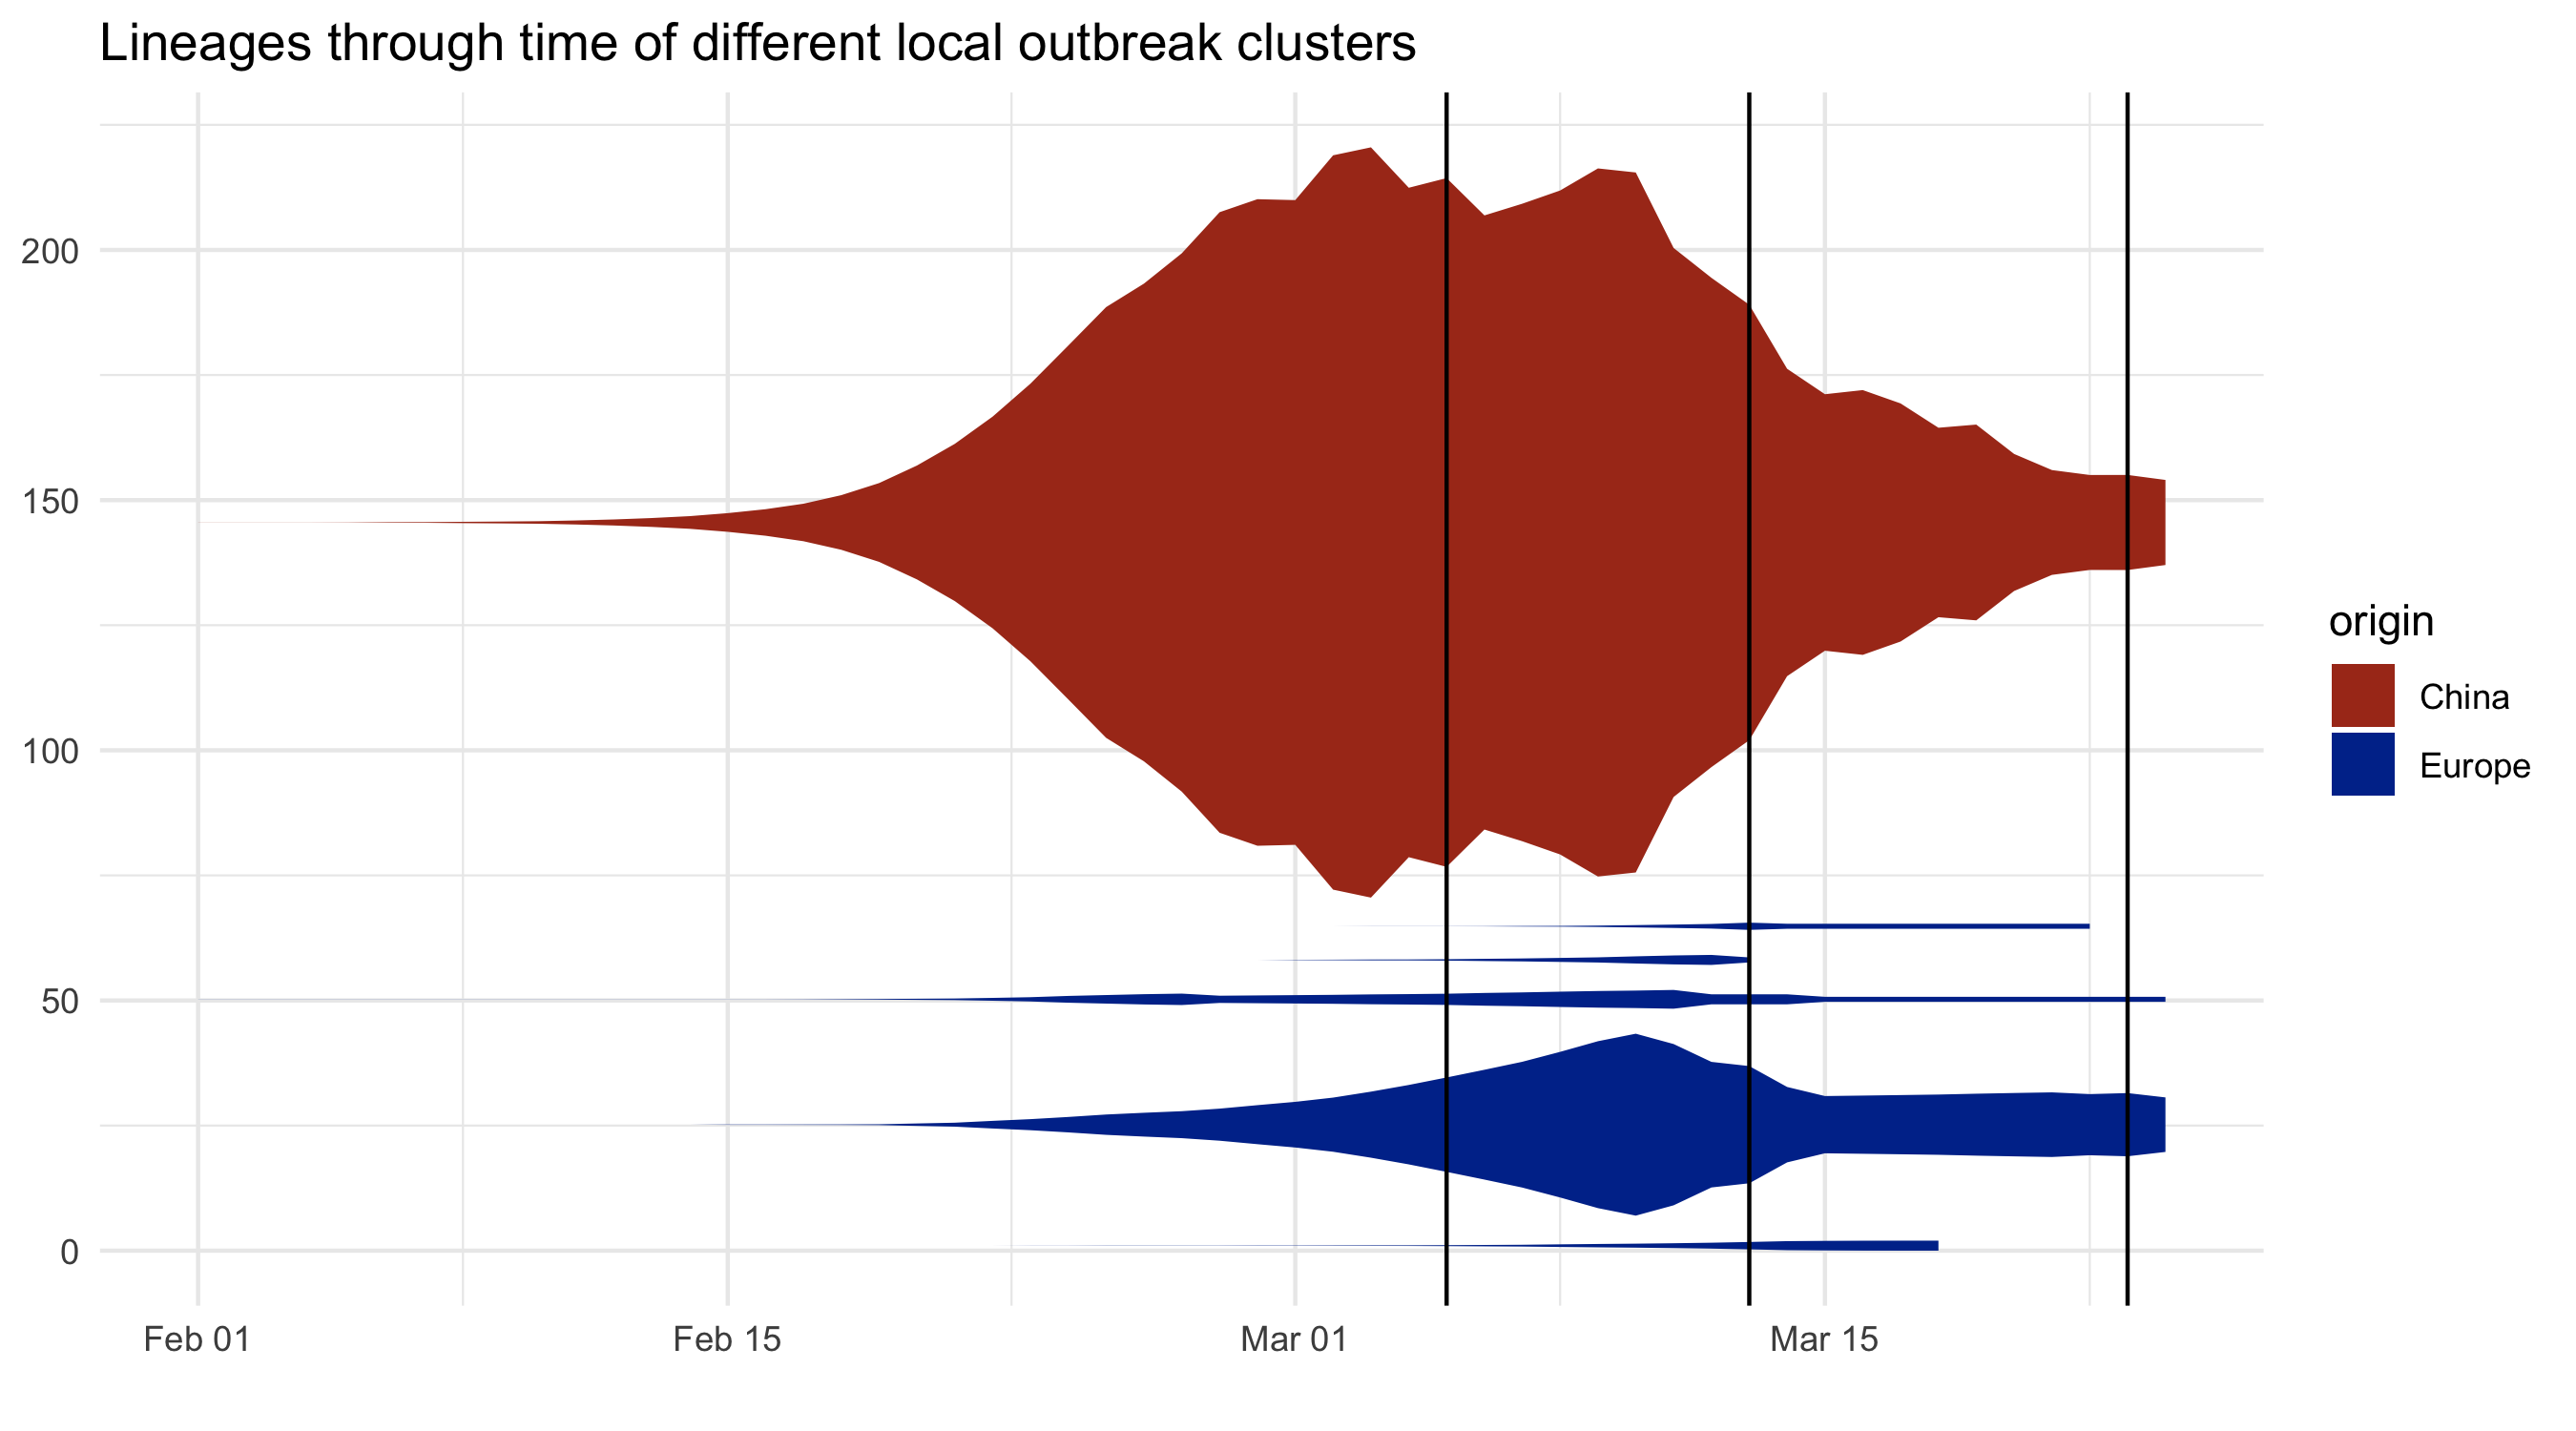 Lineages through time of different local outbreak clusters
200
150
100
50
0
Feb 01
Feb 15
Mar 01
Mar 15
origin
China
Europe